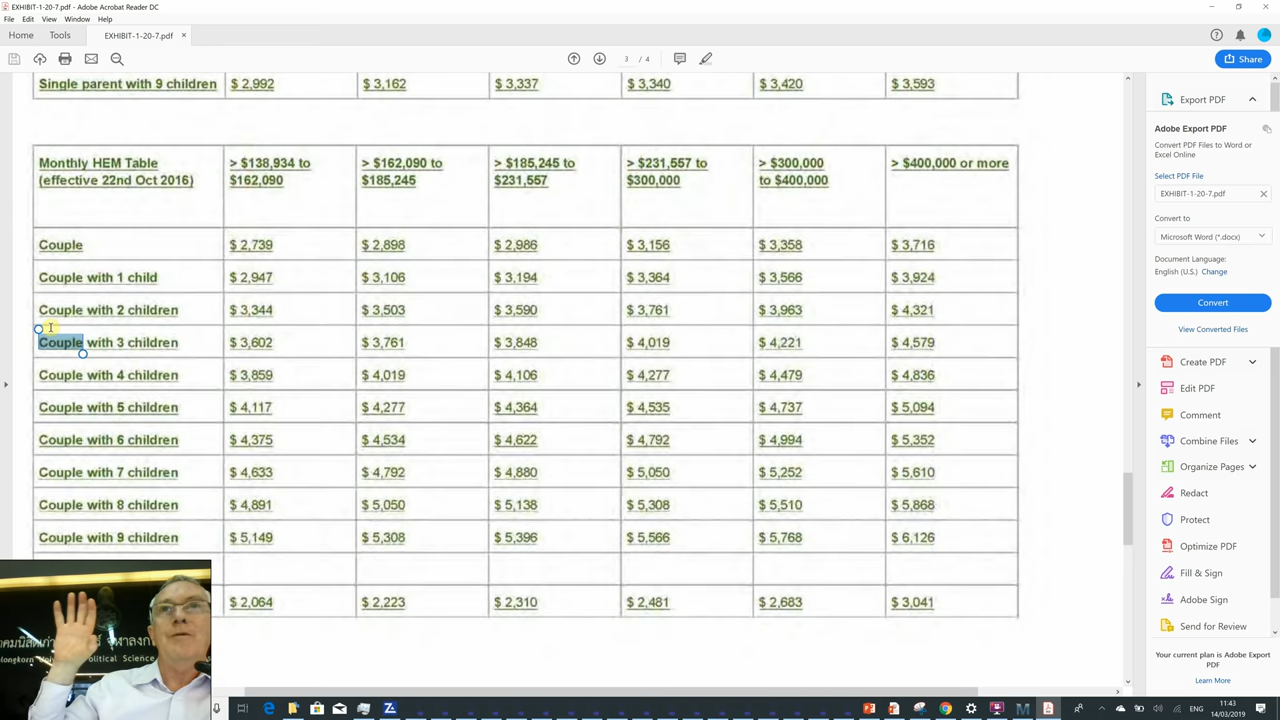 EXHIBIT-1-20-7.pdf - Adobe Acrobat Reader DC
File Edit View Window Help
Home Tools EXHIBIT-1-20-7.pdf ×
3 / 4
Share
Single parent with 9 children $ 2,992 $ 3,162 $ 3,337 $ 3,340 $ 3,420 $ 3,593
Monthly HEM Table > $138,934 to > $162,090 to > $185,245 to > $231,557 to > $300,000 > $400,000 or more
(effective 22nd Oct 2016) $162,090 $185,245 $231,557 $300,000 to $400,000
Couple $ 2,739 $ 2,898 $ 2,986 $ 3,156 $ 3,358 $ 3,716
Couple with 1 child $ 2,947 $ 3,106 $ 3,194 $ 3,364 $ 3,566 $ 3,924
Couple with 2 children $ 3,344 $ 3,503 $ 3,590 $ 3,761 $ 3,963 $ 4,321
Couple with 3 children $ 3,602 $ 3,761 $ 3,848 $ 4,019 $ 4,221 $ 4,579
Couple with 4 children $ 3,859 $ 4,019 $ 4,106 $ 4,277 $ 4,479 $ 4,836
Couple with 5 children $ 4,117 $ 4,277 $ 4,364 $ 4,535 $ 4,737 $ 5,094
Couple with 6 children $ 4,375 $ 4,534 $ 4,622 $ 4,792 $ 4,994 $ 5,352
Couple with 7 children $ 4,633 $ 4,792 $ 4,880 $ 5,050 $ 5,252 $ 5,610
Couple with 8 children $ 4,891 $ 5,050 $ 5,138 $ 5,308 $ 5,510 $ 5,868
Couple with 9 children $ 5,149 $ 5,308 $ 5,396 $ 5,566 $ 5,768 $ 6,126
$ 2,064 $ 2,223 $ 2,310 $ 2,481 $ 2,683 $ 3,041
Export PDF
Adobe Export PDF
Convert PDF Files to Word or
Excel Online
Select PDF File
EXHIBIT-1-20-7.pdf
Convert to
Microsoft Word (*.docx)
Document Language:
English (U.S.) Change
Convert
View Converted Files
Create PDF
Edit PDF
Comment
Combine Files
Organize Pages
Redact
Protect
Optimize PDF
Fill & Sign
Adobe Sign
Send for Review
Your current plan is Adobe Export
PDF
Learn More
Political Science
ENG
11:43
14/03/2019